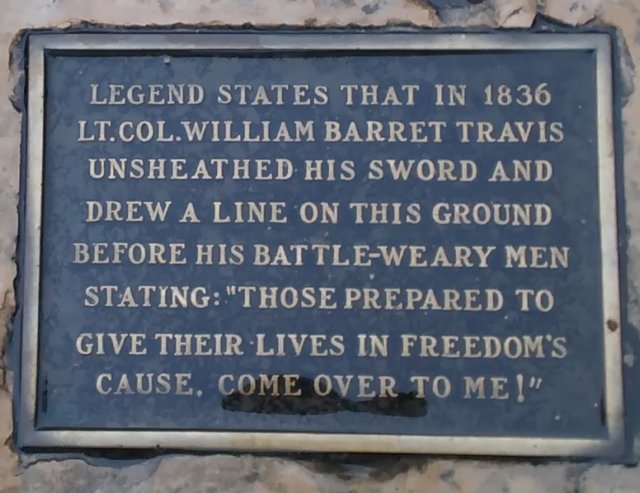 LEGEND STATES THAT IN 1836
LT.COL.WILLIAM BARRET TRAVIS
UNSHEATHED HIS SWORD AND
DREW A LINE ON THIS GROUND
BEFORE HIS BATTLE-WEARY MEN
STATING:"THOSE PREPARED TO
GIVE THEIR LIVES IN FREEDOM'S
CAUSE, COME OVER TO ME!"